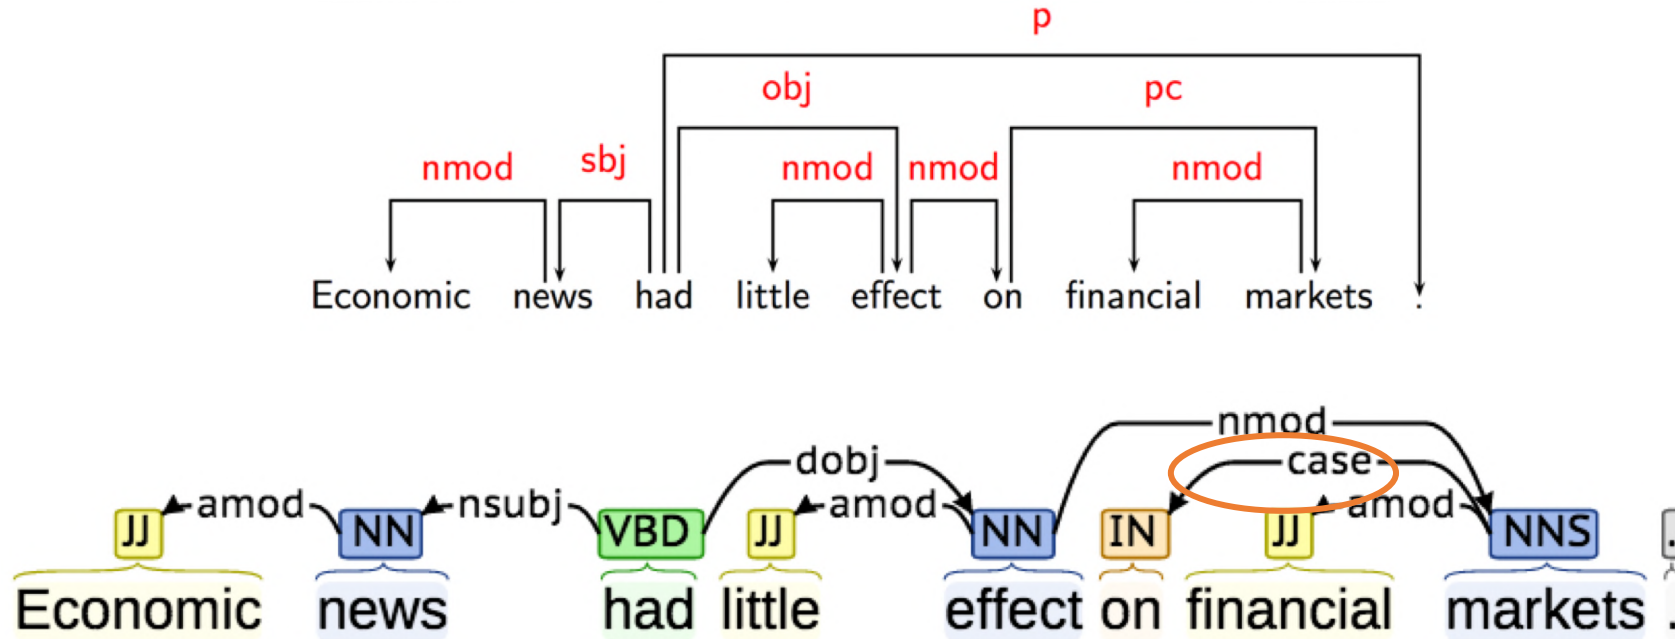 p
obj pc
nmod sbj nmod nmod nmod
Economic news had little effect on financial markets .
nmod
dobj case
amod nsubj amod amod
JJ NN VBD JJ NN IN JJ NNS .
Economic news had little effect on financial markets .